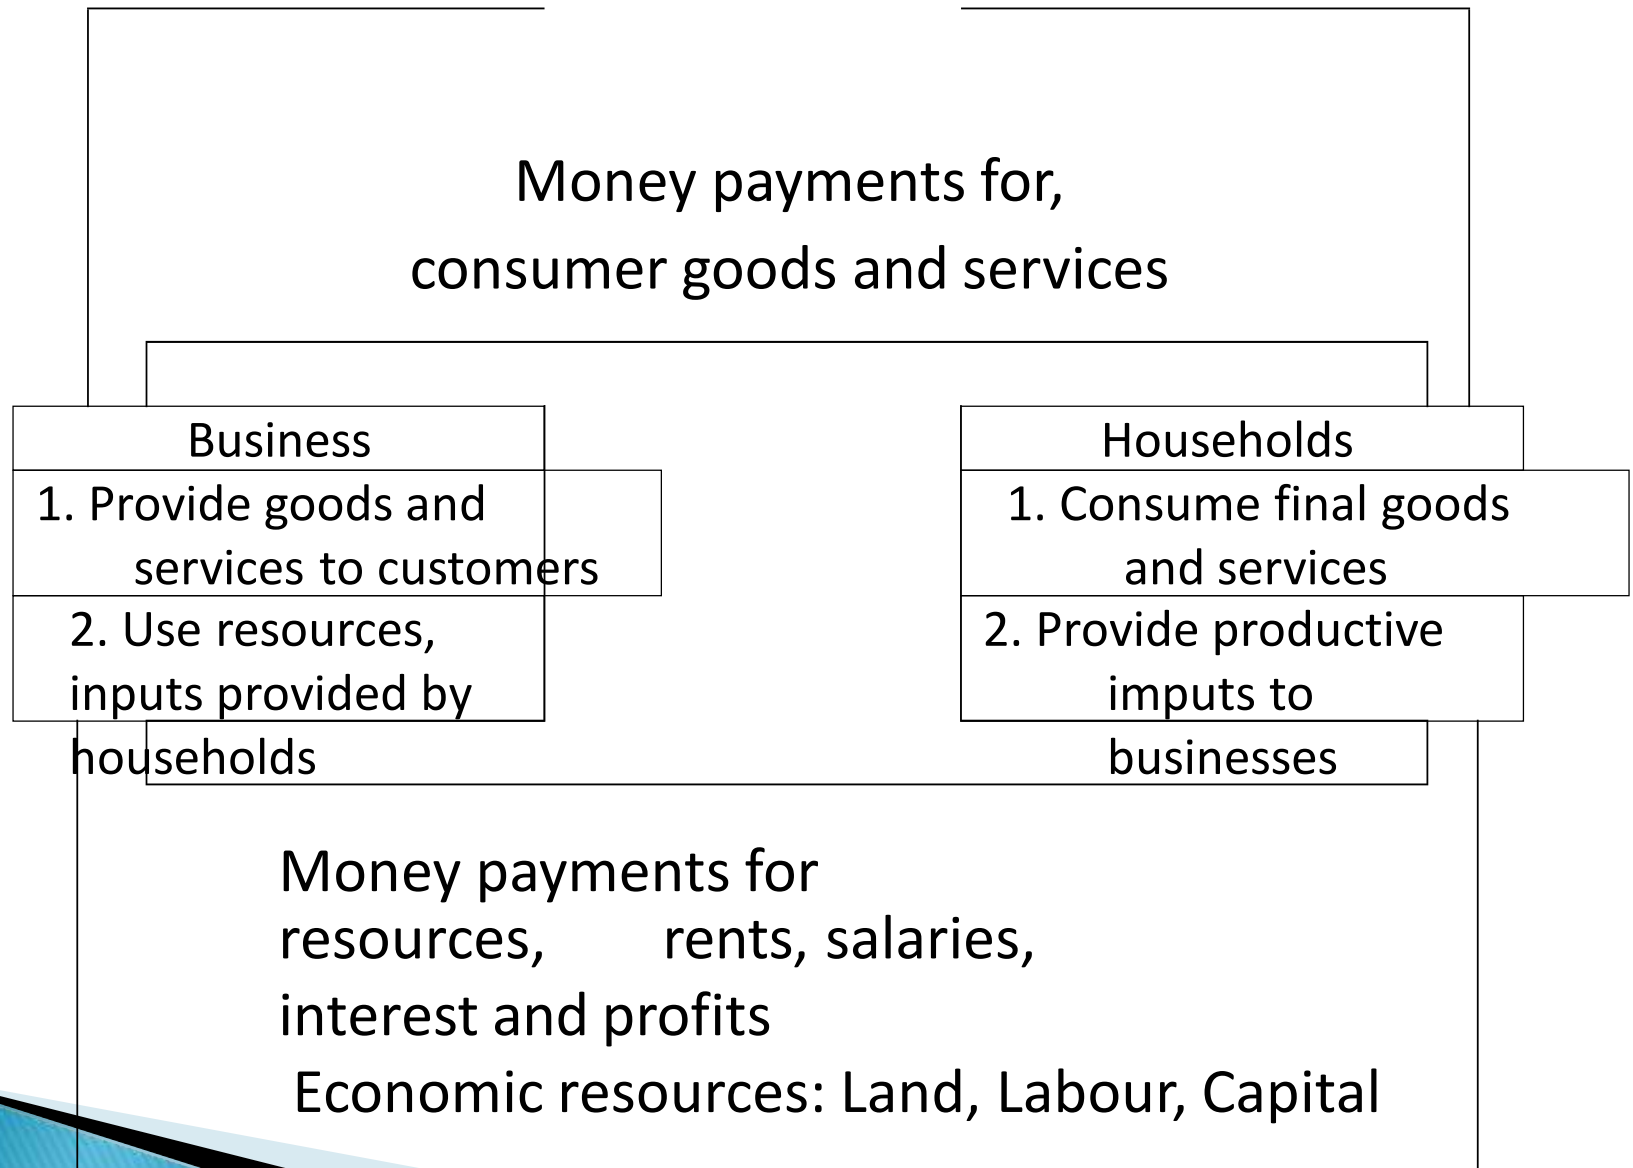 Money payments for,
consumer goods and services
Business
1. Provide goods and
services to customers
2. Use resources,
inputs provided by
households
Households
1. Consume final goods
and services
2. Provide productive
imputs to
businesses
Money payments for
resources, rents, salaries,
interest and profits
Economic resources: Land, Labour, Capital